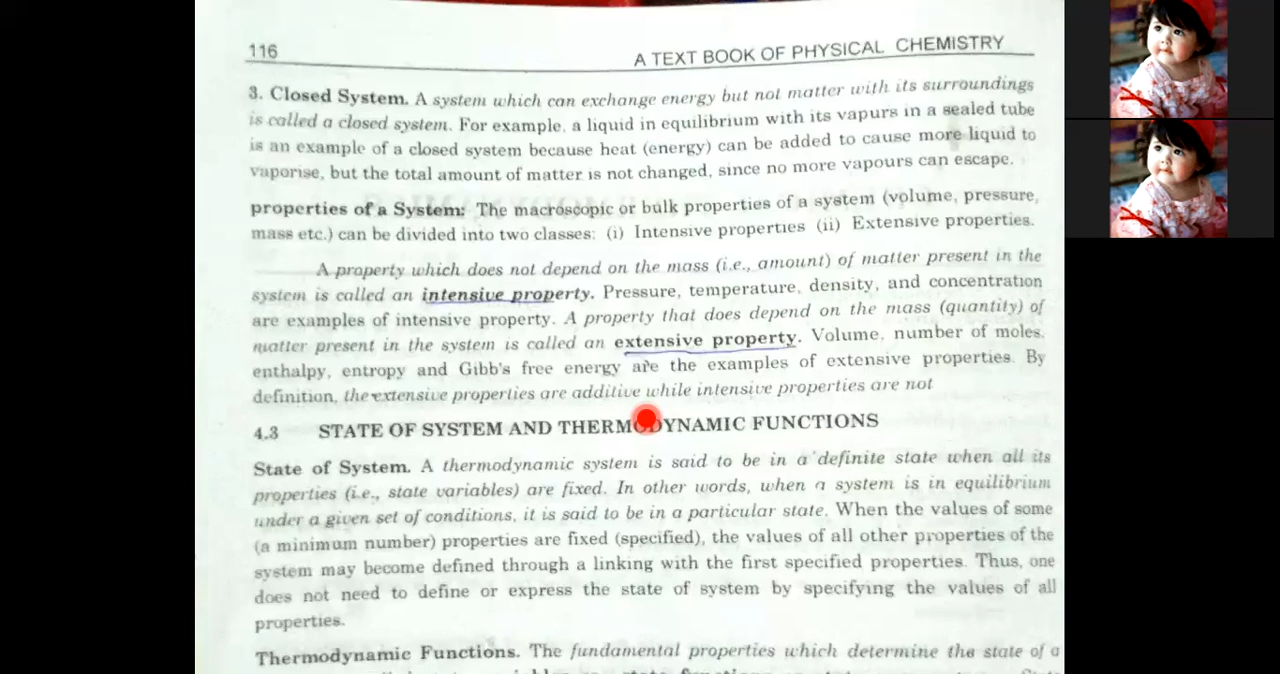 116
A TEXT BOOK OF PHYSICAL CHEMISTRY
3. Closed System. A system which can exchange energy but not matter with its surroundings
is called a closed system. For example, a liquid in equilibrium with its vapurs in a sealed tube
is an example of a closed system because heat (energy) can be added to cause more liquid to
vaporise, but the total amount of matter is not changed, since no more vapours can escape.
properties of a System: The macroscopic or bulk properties of a system (volume, pressure,
mass etc.) can be divided into two classes: (i) Intensive properties (ii) Extensive properties.
A property which does not depend on the mass (i.e., amount) of matter present in the
system is called an intensive property. Pressure, temperature, density, and concentration
are examples of intensive property. A property that does depend on the mass (quantity) of
matter present in the system is called an extensive property. Volume, number of moles,
enthalpy, entropy and Gibb's free energy are the examples of extensive properties. By
definition, the extensive properties are additive while intensive properties are not
4.3 STATE OF SYSTEM AND THERMODYNAMIC FUNCTIONS
State of System. A thermodynamic system is said to be in a definite state when all its
properties (i.e., state variables) are fixed. In other words, when a system is in equilibrium
under a given set of conditions, it is said to be in a particular state. When the values of some
(a minimum number) properties are fixed (specified), the values of all other properties of the
system may become defined through a linking with the first specified properties. Thus, one
does not need to define or express the state of system by specifying the values of all
properties.
Thermodynamic Functions. The fundamental properties which determine the state of a